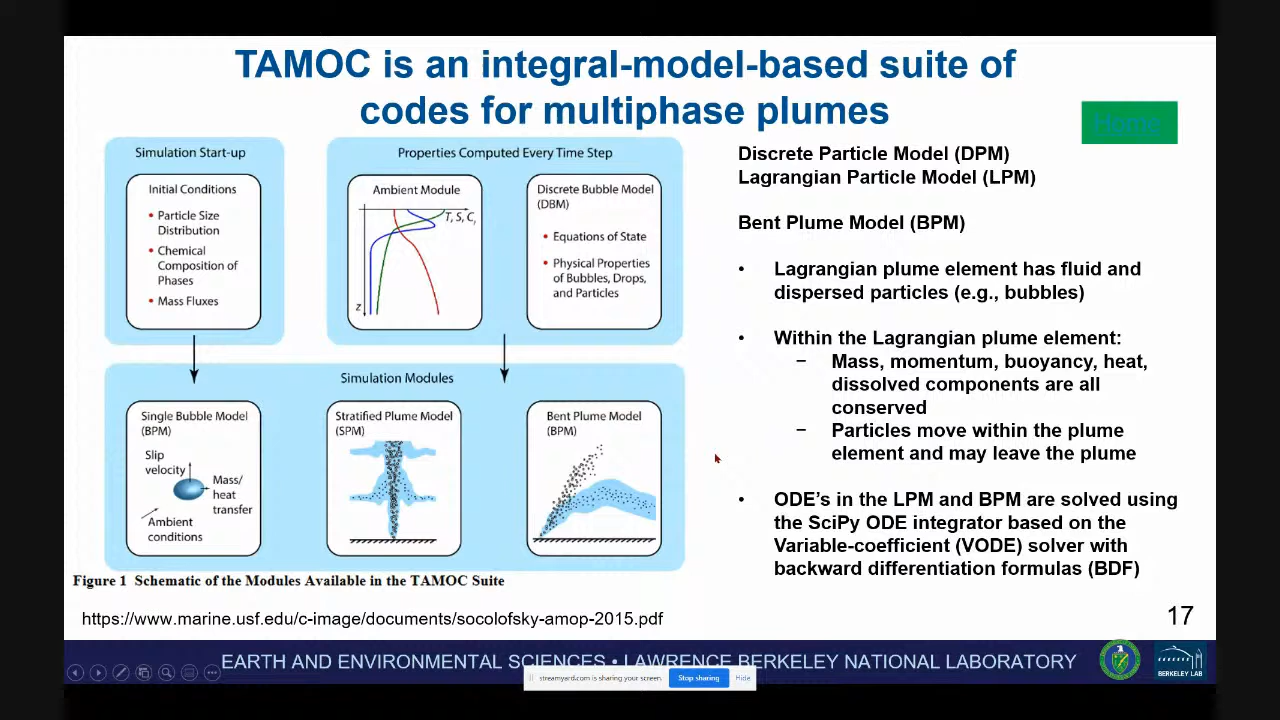 TAMOC is an integral-model-based suite of
codes for multiphase plumes
Home
Simulation Start-up
Initial Conditions
• Particle Size
Distribution
• Chemical
Composition of
Phases
• Mass Fluxes
Properties Computed Every Time Step
Ambient Module
T, S, Ci
z
Discrete Bubble Model
(DBM)
• Equations of State
• Physical Properties
of Bubbles, Drops,
and Particles
Simulation Modules
Single Bubble Model
(BPM)
Slip
velocity
Mass/
heat
transfer
Ambient
conditions
Stratified Plume Model
(SPM)
Bent Plume Model
(BPM)
Figure 1 Schematic of the Modules Available in the TAMOC Suite
https://www.marine.usf.edu/c-image/documents/socolofsky-amop-2015.pdf
Discrete Particle Model (DPM)
Lagrangian Particle Model (LPM)
Bent Plume Model (BPM)
• Lagrangian plume element has fluid and
dispersed particles (e.g., bubbles)
• Within the Lagrangian plume element:
− Mass, momentum, buoyancy, heat,
dissolved components are all
conserved
− Particles move within the plume
element and may leave the plume
• ODE's in the LPM and BPM are solved using
the SciPy ODE integrator based on the
Variable-coefficient (VODE) solver with
backward differentiation formulas (BDF)
17
EARTH AND ENVIRONMENTAL SCIENCES • LAWRENCE BERKELEY NATIONAL LABORATORY
BERKELEY LAB
streamyard.com is sharing your screen.
Stop sharing
Hide